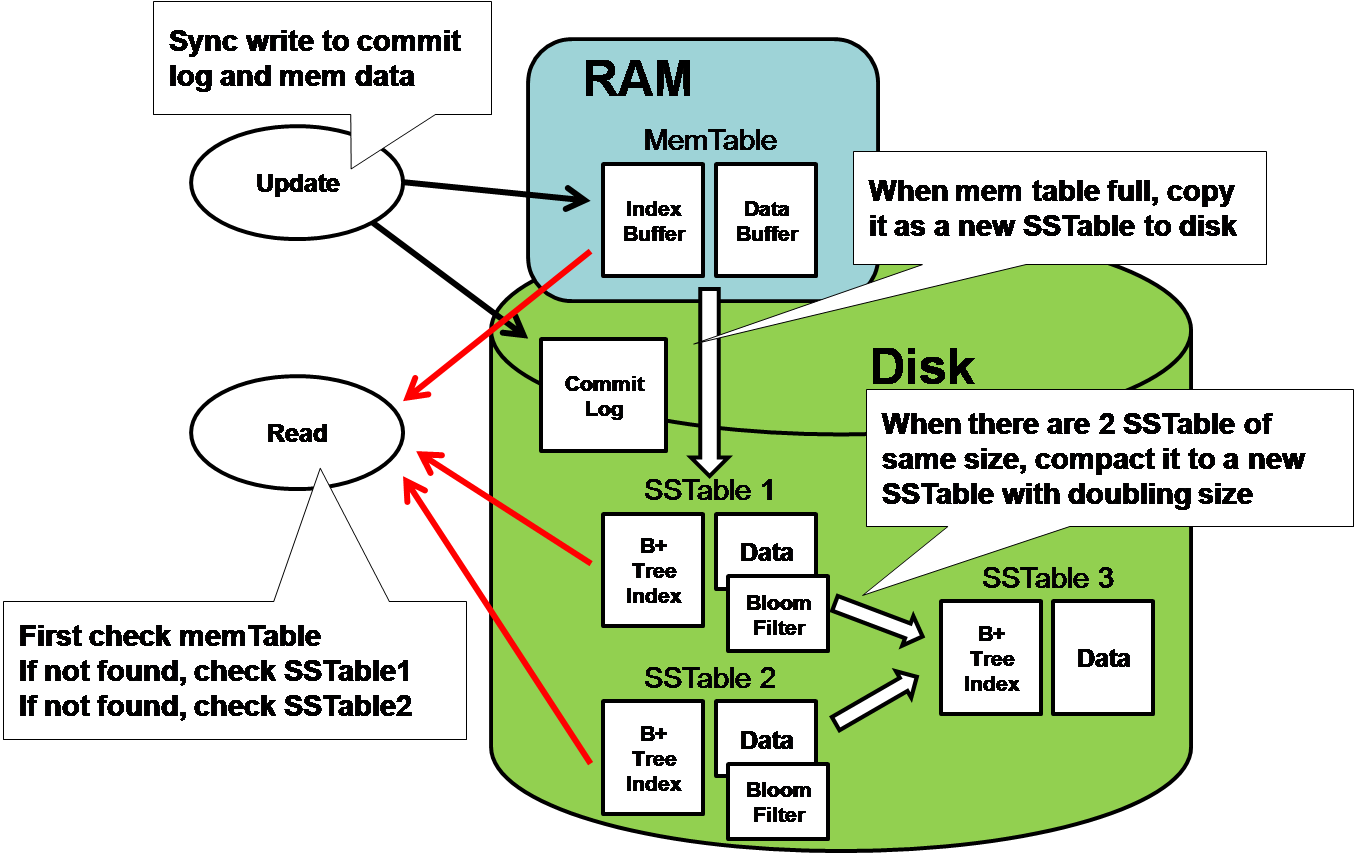 Sync write to commit
log and mem data
RAM
MemTable
Update
Index
Buffer
Data
Buffer
When mem table full, copy
it as a new SSTable to disk
Disk
Commit
Log
Read
When there are 2 SSTable of
same size, compact it to a new
SSTable with doubling size
SSTable 1
B+
Tree
Index
Data
Bloom
Filter
SSTable 3
B+
Tree
Index
Data
First check memTable
If not found, check SSTable1
If not found, check SSTable2
SSTable 2
B+
Tree
Index
Data
Bloom
Filter